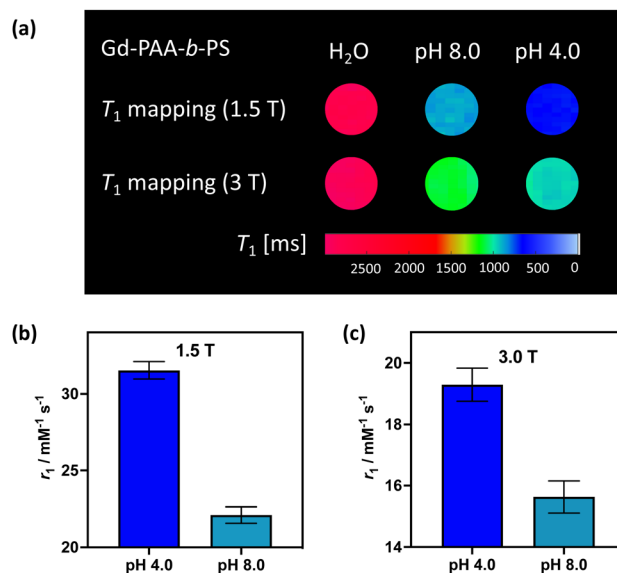 (a)
Gd-PAA-b-PS H₂O pH 8.0 pH 4.0
T₁ mapping (1.5 T)
T₁ mapping (3 T)
T₁ [ms]
2500 2000 1500 1000 500 0
(b)
1.5 T
r₁ / mM⁻¹ s⁻¹
30
25
20
pH 4.0 pH 8.0
(c)
3.0 T
r₁ / mM⁻¹ s⁻¹
20
18
16
14
pH 4.0 pH 8.0